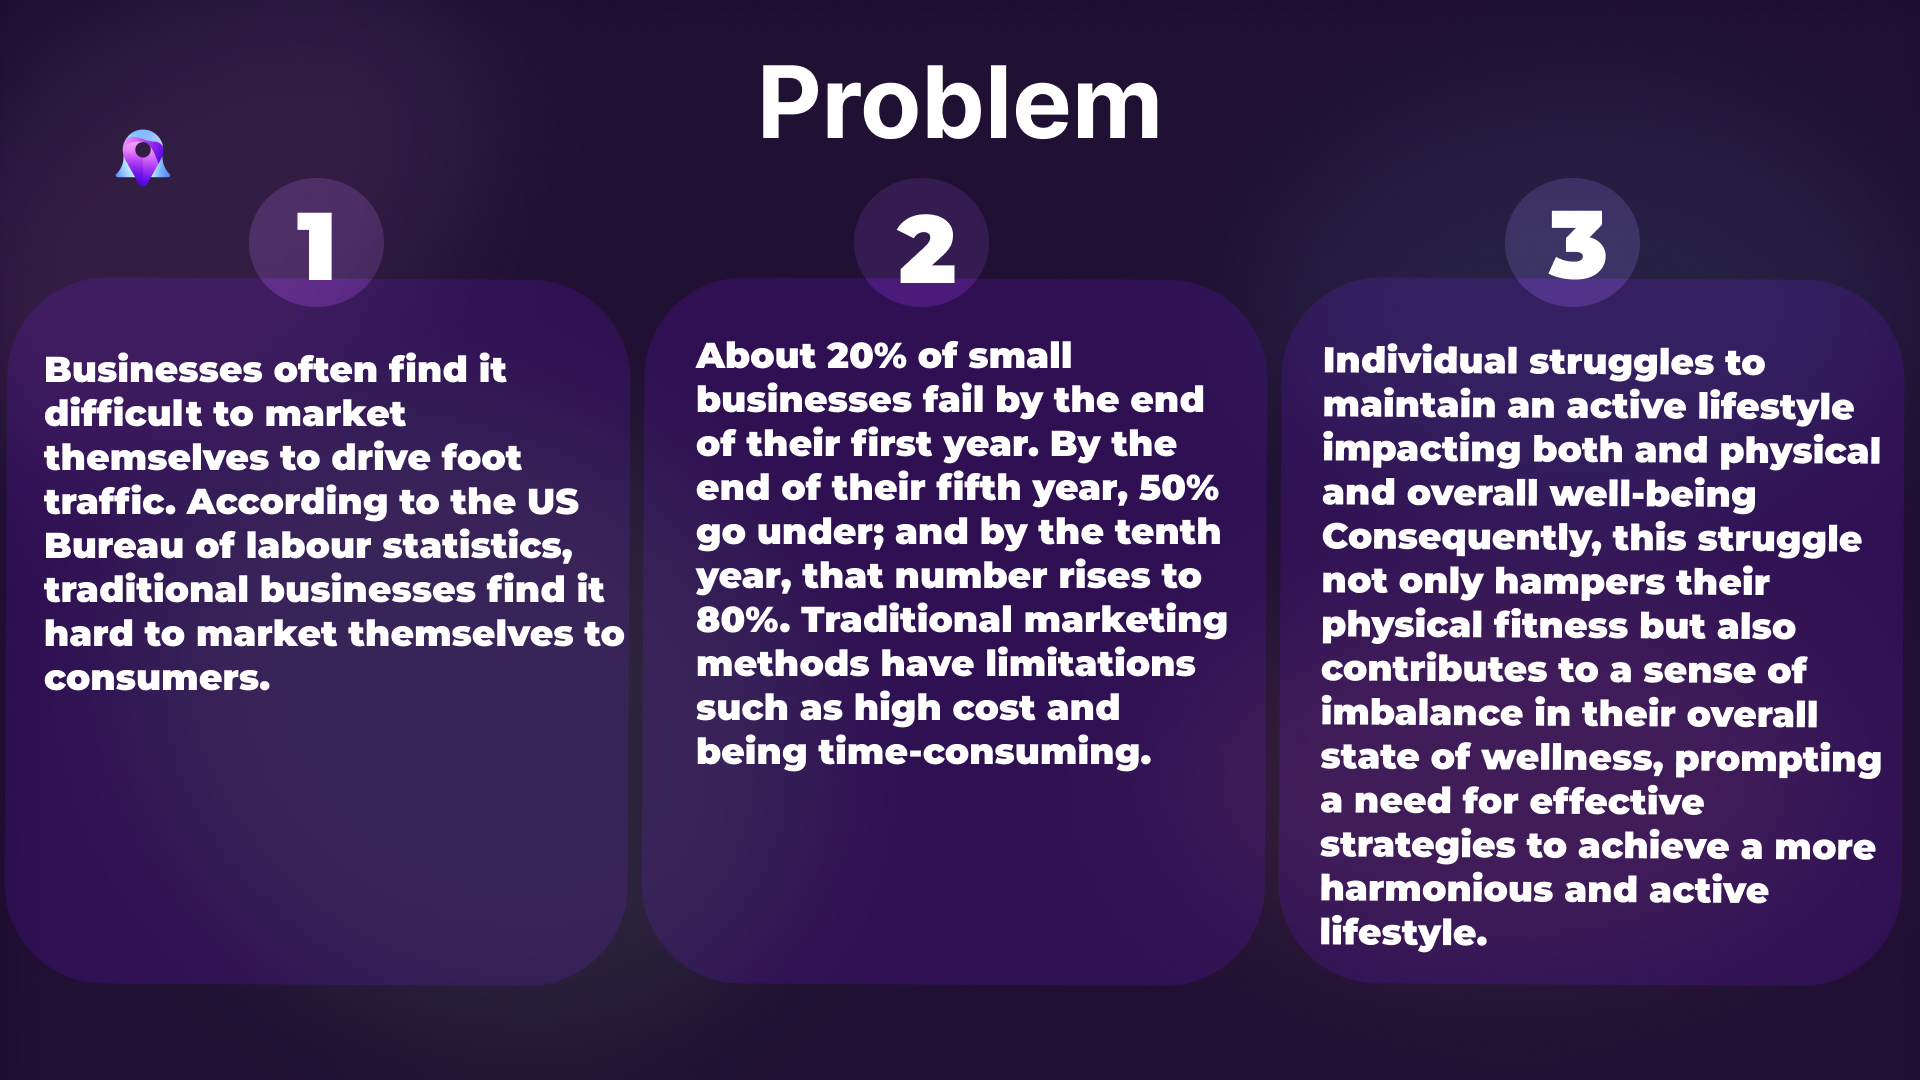 Problem
1
Businesses often find it
difficult to market
themselves to drive foot
traffic. According to the US
Bureau of labour statistics,
traditional businesses find it
hard to market themselves to
consumers.
2
About 20% of small
businesses fail by the end
of their first year. By the
end of their fifth year, 50%
go under; and by the tenth
year, that number rises to
80%. Traditional marketing
methods have limitations
such as high cost and
being time-consuming.
3
Individual struggles to
maintain an active lifestyle
impacting both and physical
and overall well-being
Consequently, this struggle
not only hampers their
physical fitness but also
contributes to a sense of
imbalance in their overall
state of wellness, prompting
a need for effective
strategies to achieve a more
harmonious and active
lifestyle.